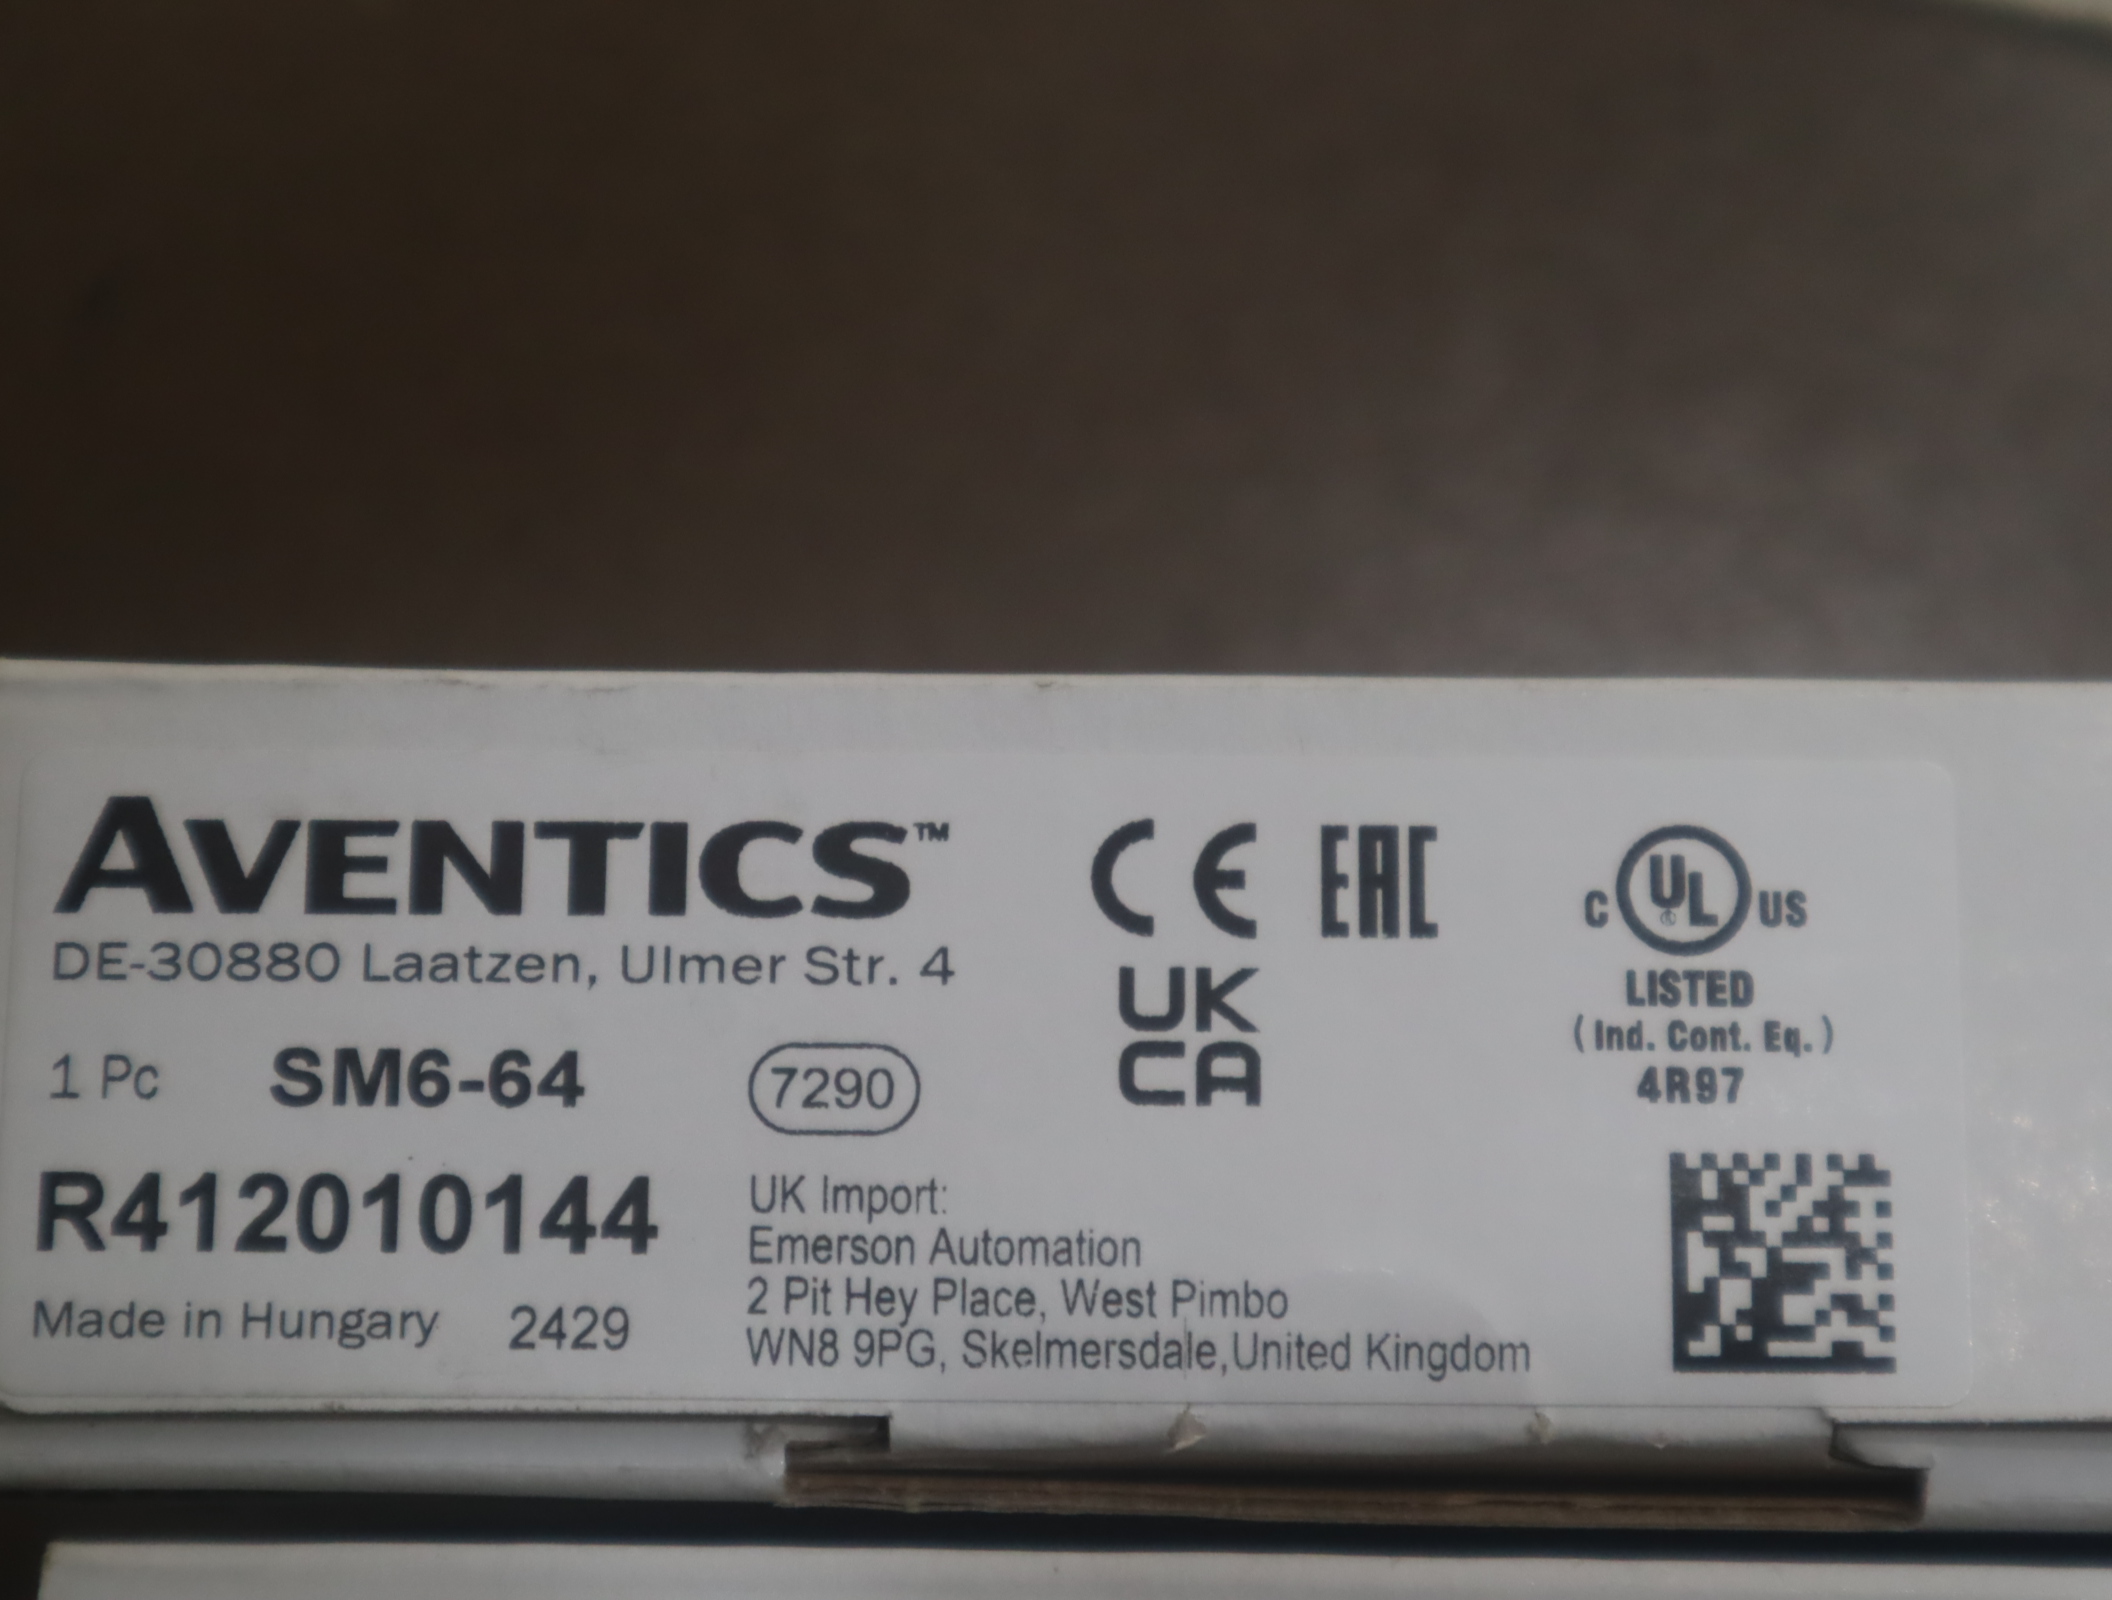 AVENTICS™
DE-30880 Laatzen, Ulmer Str. 4
1 Pc SM6-64 7290
R412010144
Made in Hungary 2429
UK Import:
Emerson Automation
2 Pit Hey Place, West Pimbo
WN8 9PG, Skelmersdale,United Kingdom
CE EAC
UK
CA
C UL® US
LISTED
(Ind. Cont. Eq.)
4R97